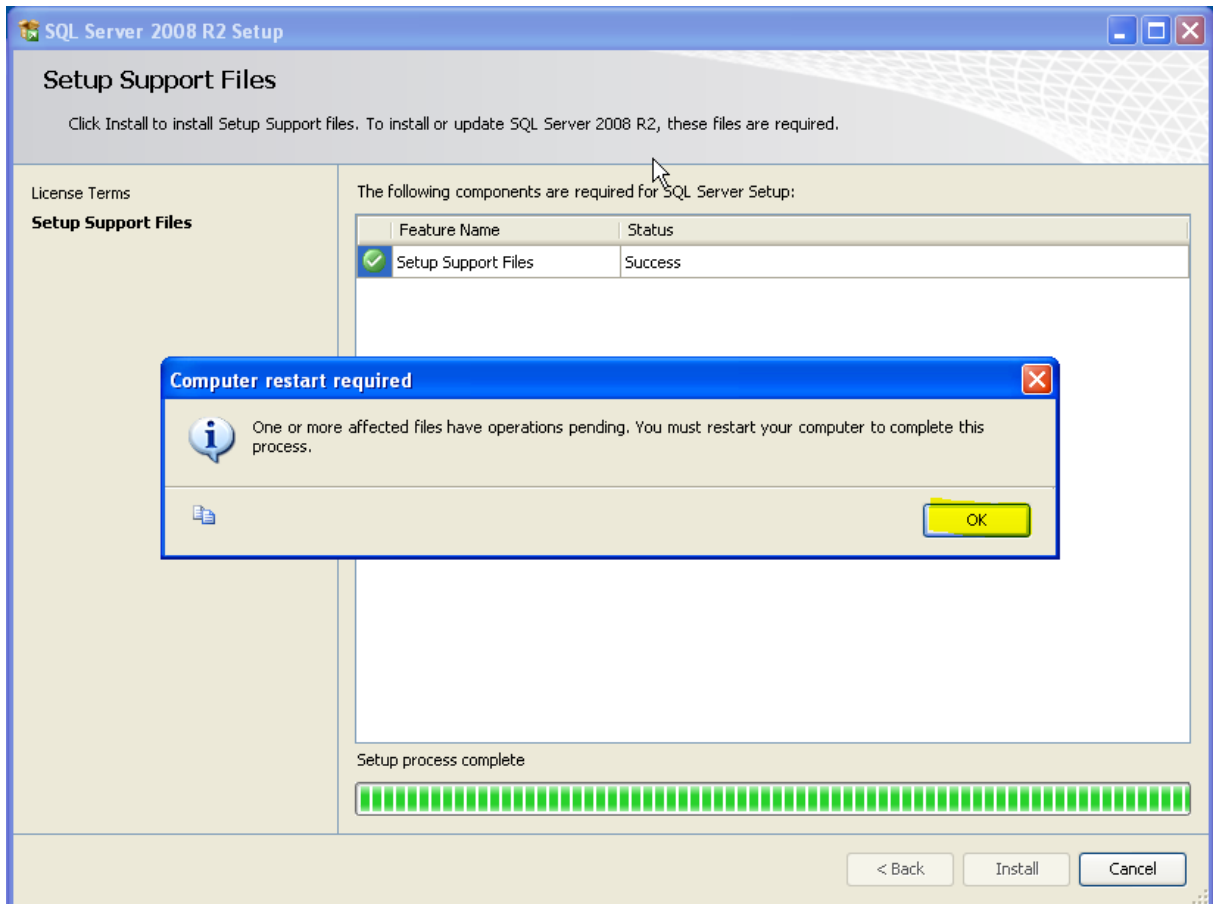 SQL Server 2008 R2 Setup
Setup Support Files
Click Install to install Setup Support files. To install or update SQL Server 2008 R2, these files are required.
License Terms
Setup Support Files
The following components are required for SQL Server Setup:
Feature Name Status
Setup Support Files Success
Computer restart required
One or more affected files have operations pending. You must restart your computer to complete this
process.
OK
Setup process complete
< Back Install Cancel